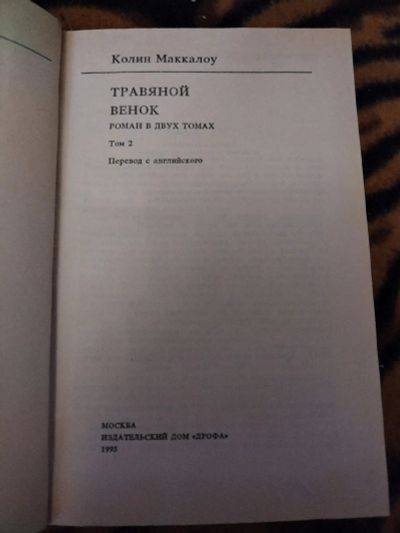 Колин Маккалоу
ТРАВЯНОЙ
ВЕНОК
РОМАН В ДВУХ ТОМАХ
Том 2
Перевод с английского
МОСКВА
ИЗДАТЕЛЬСКИЙ ДОМ «ДРОФА»
1995